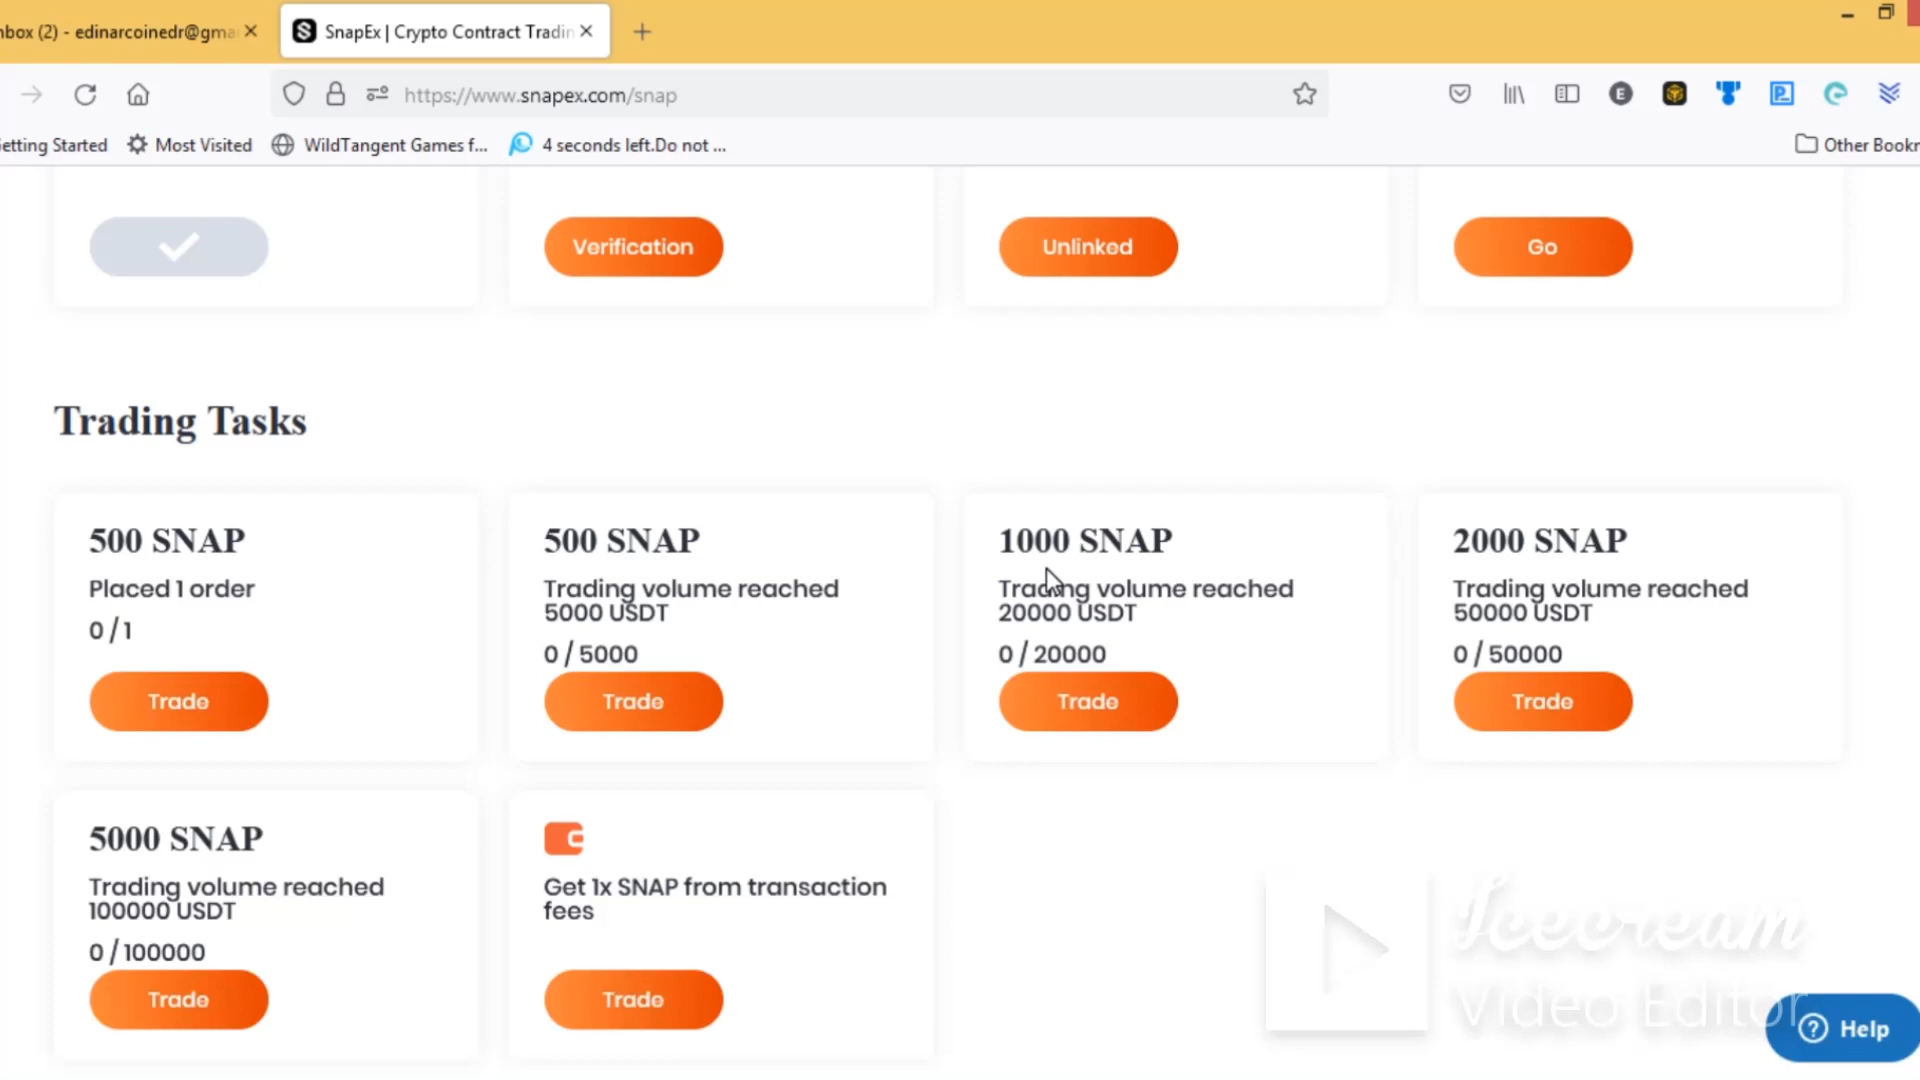 nbox (2) - edinarcoinedr@gma
SnapEx | Crypto Contract Tradin
https://www.snapex.com/snap
E
etting Started
Most Visited
WildTangent Games f...
4 seconds left.Do not ...
Other Bookr
Verification
Unlinked
Go
Trading Tasks
500 SNAP
Placed 1 order
0 / 1
Trade
500 SNAP
Trading volume reached
5000 USDT
0 / 5000
Trade
1000 SNAP
Trading volume reached
20000 USDT
0 / 20000
Trade
2000 SNAP
Trading volume reached
50000 USDT
0 / 50000
Trade
5000 SNAP
Trading volume reached
100000 USDT
0 / 100000
Trade
Get 1x SNAP from transaction
fees
Trade
Icecream
Video Editor
Help